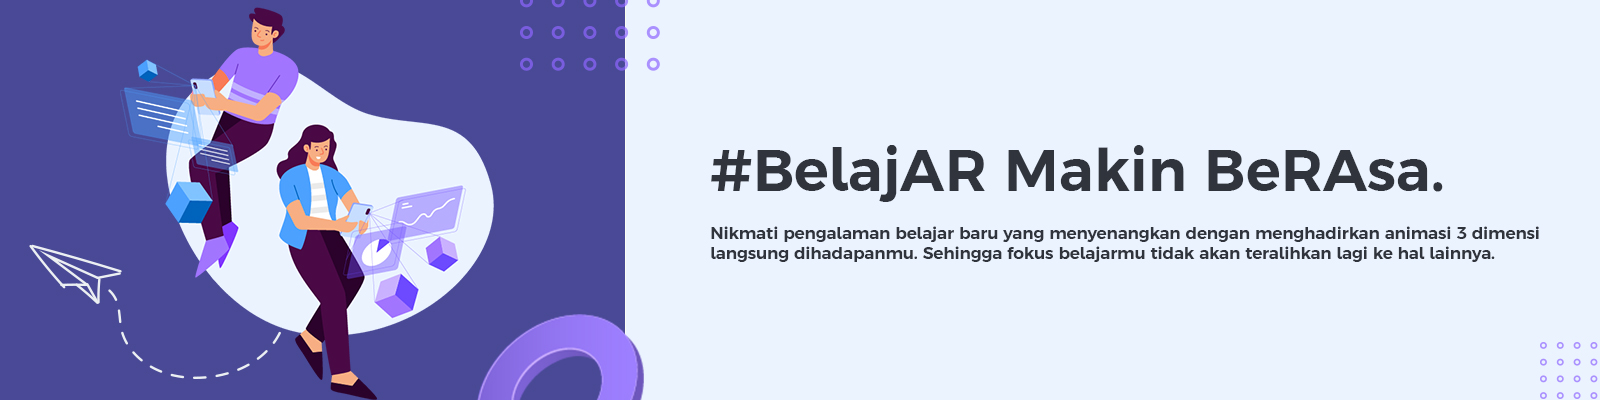 #BelajAR Makin BeRAsa.
Nikmati pengalaman belajar baru yang menyenangkan dengan menghadirkan animasi 3 dimensi
langsung dihadapanmu. Sehingga fokus belajarmu tidak akan teralihkan lagi ke hal lainnya.